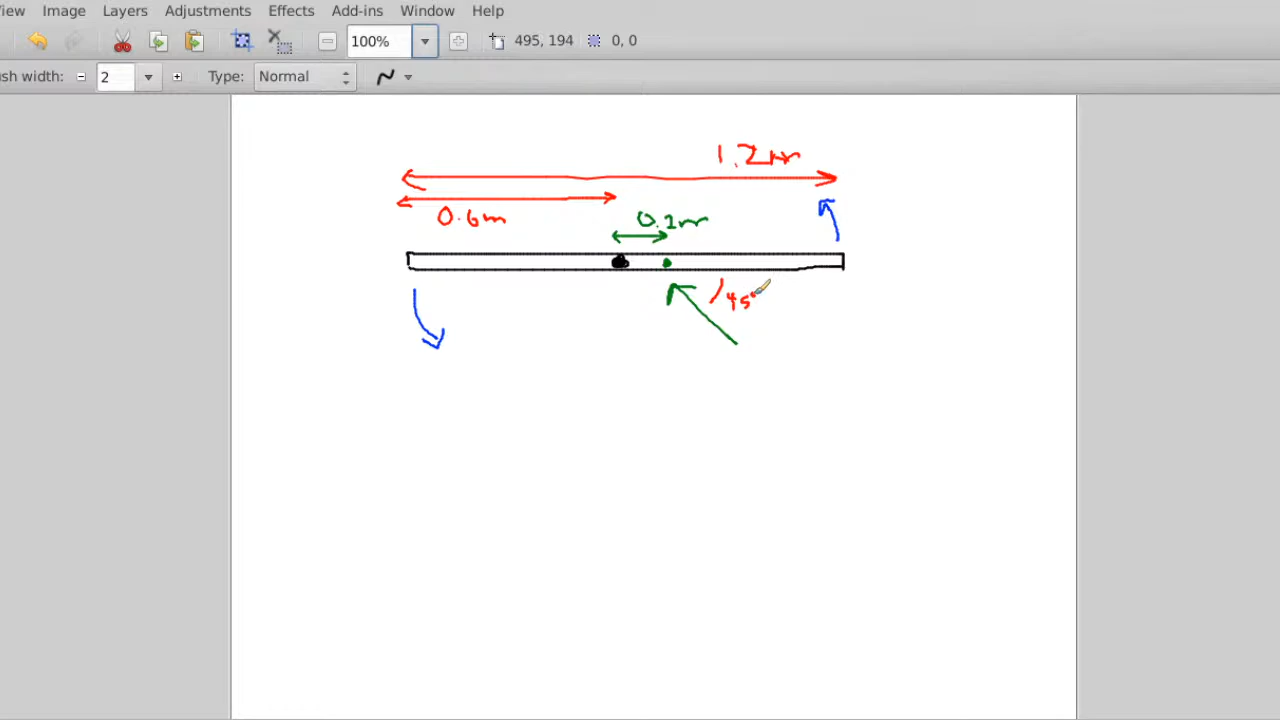 View Image Layers Adjustments Effects Add-ins Window Help
100% 495, 194 0, 0
sh width: 2 Type: Normal
1.2m
0.6m
0.2m
45°